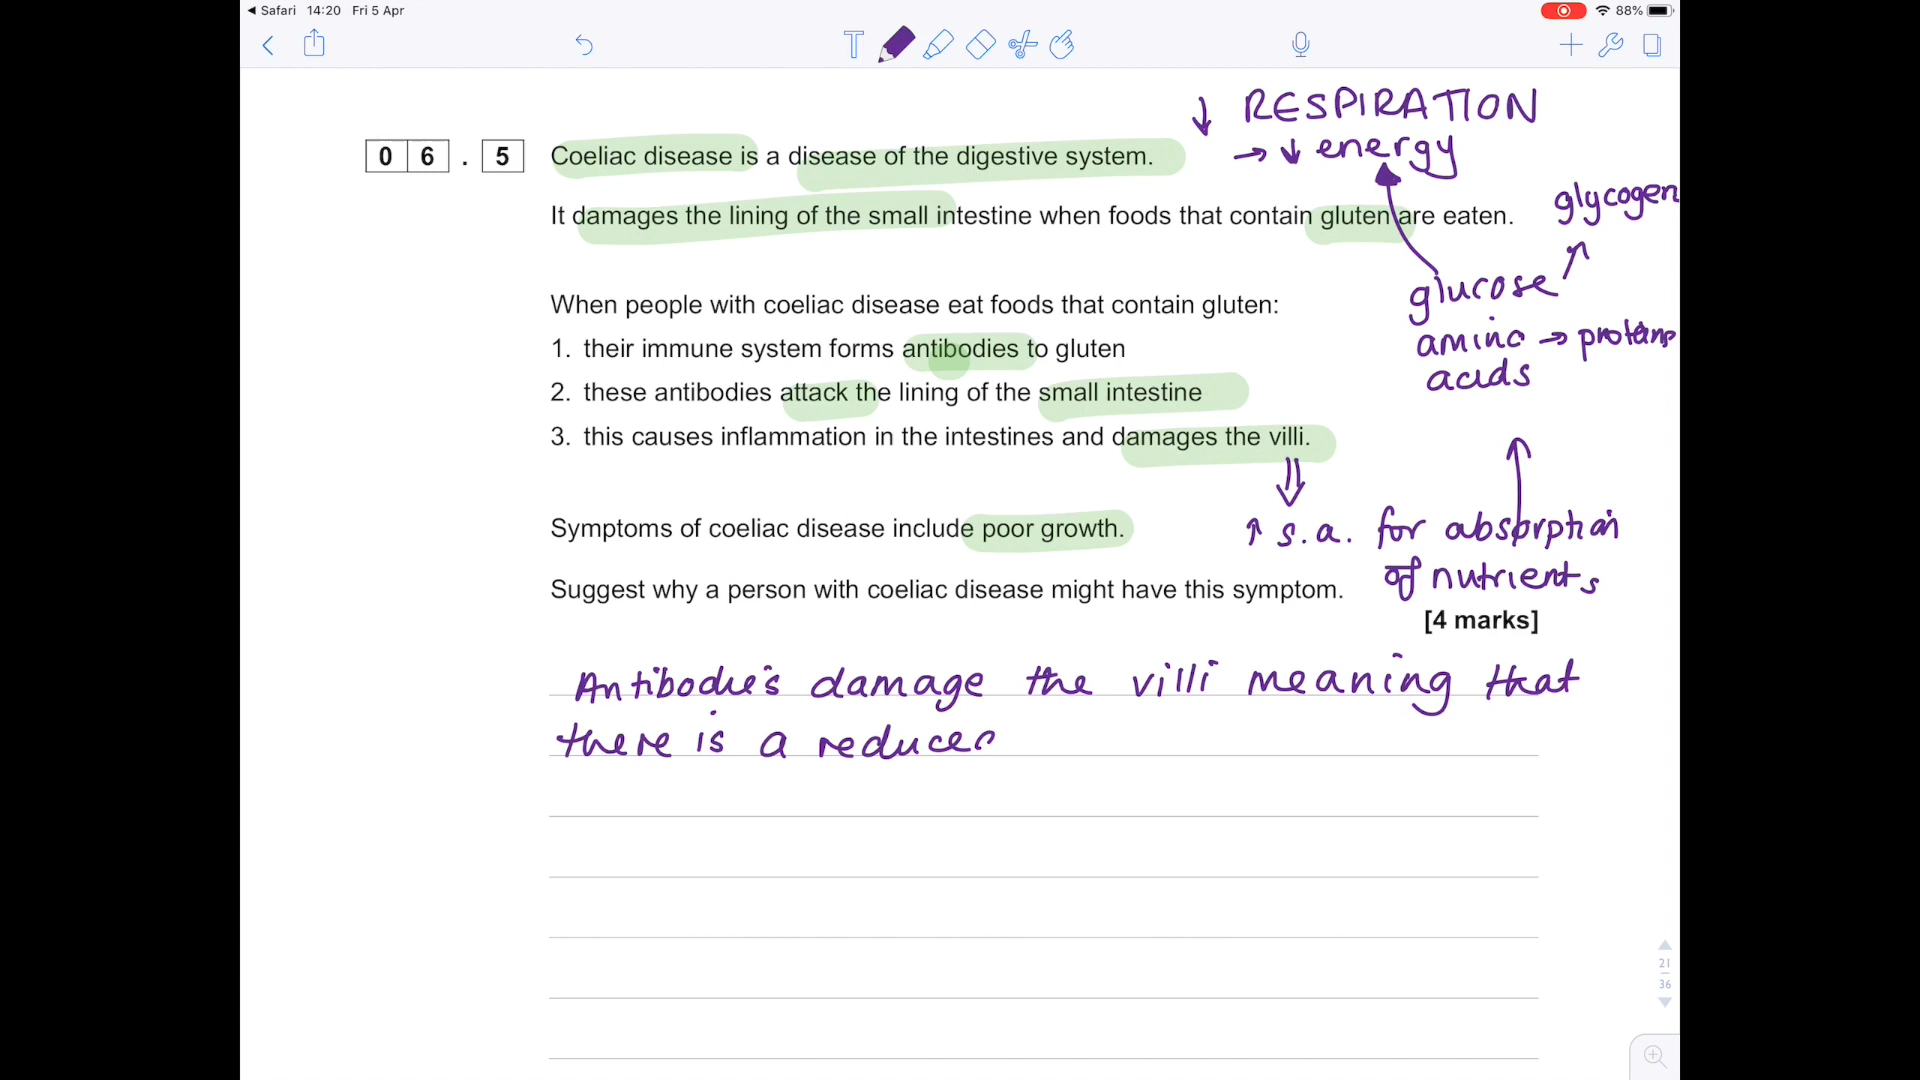 Safari 14:20 Fri 5 Apr
88%
↓ RESPIRATION
→ ↓ energy
0 6 . 5 Coeliac disease is a disease of the digestive system.
glycogen
It damages the lining of the small intestine when foods that contain gluten are eaten.
glucose
When people with coeliac disease eat foods that contain gluten:
amino → proteins
acids
1. their immune system forms antibodies to gluten
2. these antibodies attack the lining of the small intestine
3. this causes inflammation in the intestines and damages the villi.
↑ s.a. for absorption
of nutrients
Symptoms of coeliac disease include poor growth.
Suggest why a person with coeliac disease might have this symptom.
[4 marks]
Antibodies damage the villi meaning that
there is a reduced
21
36